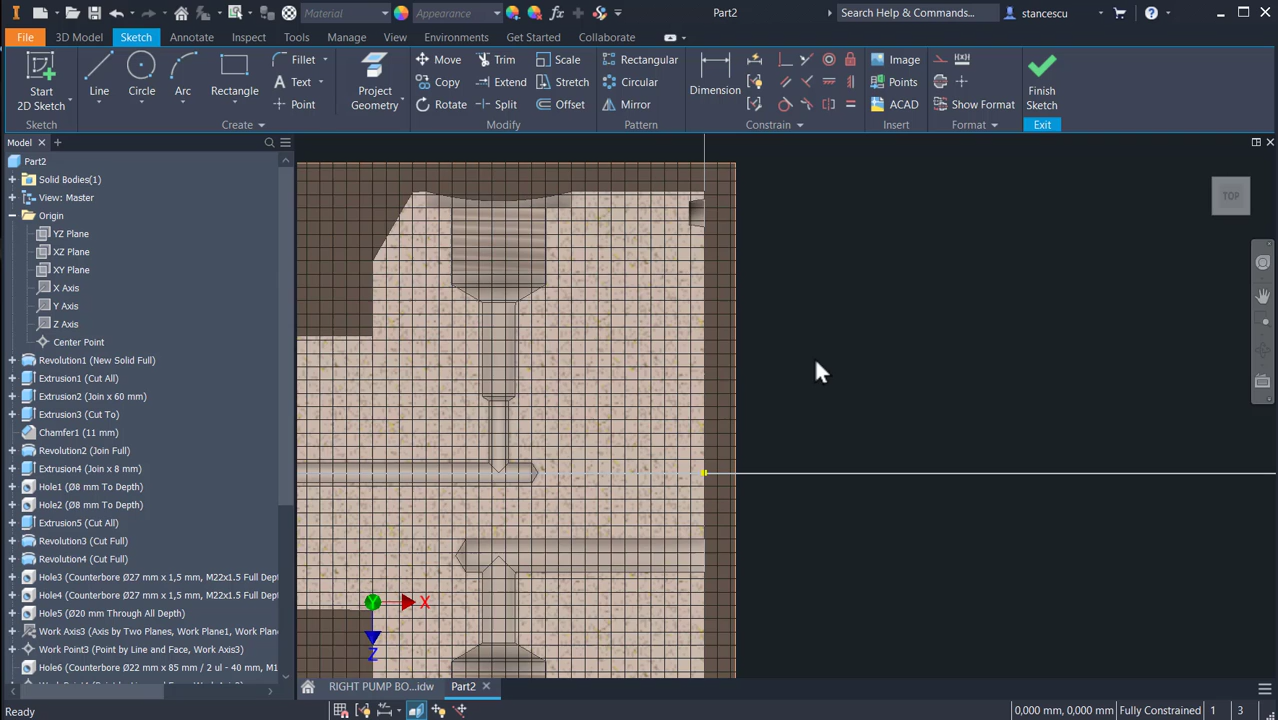 Material
Appearance
Part2
Search Help & Commands...
stancescu
File
3D Model
Sketch
Annotate
Inspect
Tools
Manage
View
Environments
Get Started
Collaborate
Start
2D Sketch
Line
Circle
Arc
Rectangle
Fillet
Text
Point
Project
Geometry
Move
Trim
Scale
Copy
Extend
Stretch
Rotate
Split
Offset
Rectangular
Circular
Mirror
Dimension
Image
Points
ACAD
Show Format
Finish
Sketch
Sketch
Create
Modify
Pattern
Constrain
Insert
Format
Exit
Model
Part2
Solid Bodies(1)
View: Master
Origin
YZ Plane
XZ Plane
XY Plane
X Axis
Y Axis
Z Axis
Center Point
Revolution1 (New Solid Full)
Extrusion1 (Cut All)
Extrusion2 (Join x 60 mm)
Extrusion3 (Cut To)
Chamfer1 (11 mm)
Revolution2 (Join Full)
Extrusion4 (Join x 8 mm)
Hole1 (Ø8 mm To Depth)
Hole2 (Ø8 mm To Depth)
Extrusion5 (Cut All)
Revolution3 (Cut Full)
Revolution4 (Cut Full)
Hole3 (Counterbore Ø27 mm x 1,5 mm, M22x1.5 Full Dept
Hole4 (Counterbore Ø27 mm x 1,5 mm, M22x1.5 Full Dept
Hole5 (Ø20 mm Through All Depth)
Work Axis3 (Axis by Two Planes, Work Plane1, Work Plane
Work Point3 (Point by Line and Face, Work Axis3)
Hole6 (Counterbore Ø22 mm x 85 mm / 2 ul - 40 mm, M1
TOP
X
Y
Z
RIGHT PUMP BO...idw
Part2
Ready
0,000 mm, 0,000 mm
Fully Constrained
1
3